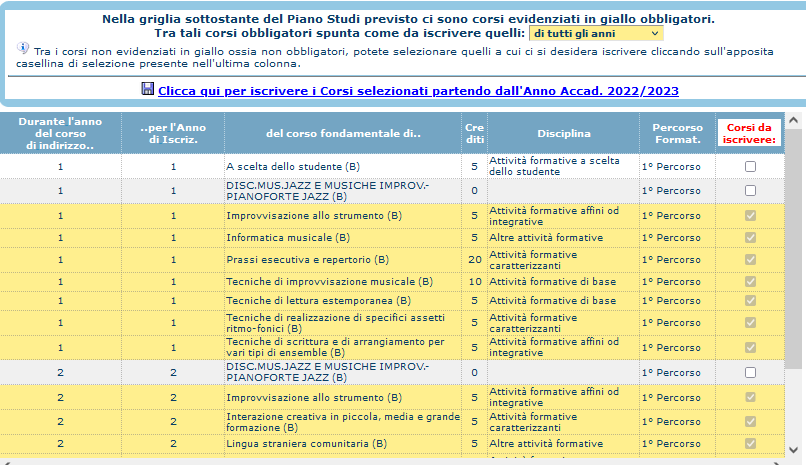 Nella griglia sottostante del Piano Studi previsto ci sono corsi evidenziati in giallo obbligatori.
Tra tali corsi obbligatori spunta come da iscrivere quelli: di tutti gli anni
Tra i corsi non evidenziati in giallo ossia non obbligatori, potete selezionare quelli a cui ci si desidera iscrivere cliccando sull'apposita
casellina di selezione presente nell'ultima colonna.
Clicca qui per iscrivere i Corsi selezionati partendo dall'Anno Accad. 2022/2023
Durante l'anno del corso di indirizzo.. ..per l'Anno di Iscriz. del corso fondamentale di.. Cre diti Disciplina Percorso Format. Corsi da iscrivere:
1 1 A scelta dello studente (B) 5 Attività formative a scelta dello studente 1° Percorso
1 1 DISC.MUS.JAZZ E MUSICHE IMPROV.- PIANOFORTE JAZZ (B) 0 1° Percorso
1 1 Improvvisazione allo strumento (B) 5 Attività formative affini od integrative 1° Percorso
1 1 Informatica musicale (B) 5 Altre attività formative 1° Percorso
1 1 Prassi esecutiva e repertorio (B) 20 Attività formative caratterizzanti 1° Percorso
1 1 Tecniche di improvvisazione musicale (B) 10 Attività formative di base 1° Percorso
1 1 Tecniche di lettura estemporanea (B) 5 Attività formative di base 1° Percorso
1 1 Tecniche di realizzazione di specifici assetti ritmo-fonici (B) 5 Attività formative caratterizzanti 1° Percorso
1 1 Tecniche di scrittura e di arrangiamento per vari tipi di ensemble (B) 5 Attività formative affini od integrative 1° Percorso
2 2 DISC.MUS.JAZZ E MUSICHE IMPROV.- PIANOFORTE JAZZ (B) 0 1° Percorso
2 2 Improvvisazione allo strumento (B) 5 Attività formative affini od integrative 1° Percorso
2 2 Interazione creativa in piccola, media e grande formazione (B) 5 Attività formative caratterizzanti 1° Percorso
2 2 Lingua straniera comunitaria (B) 5 Altre attività formative 1° Percorso